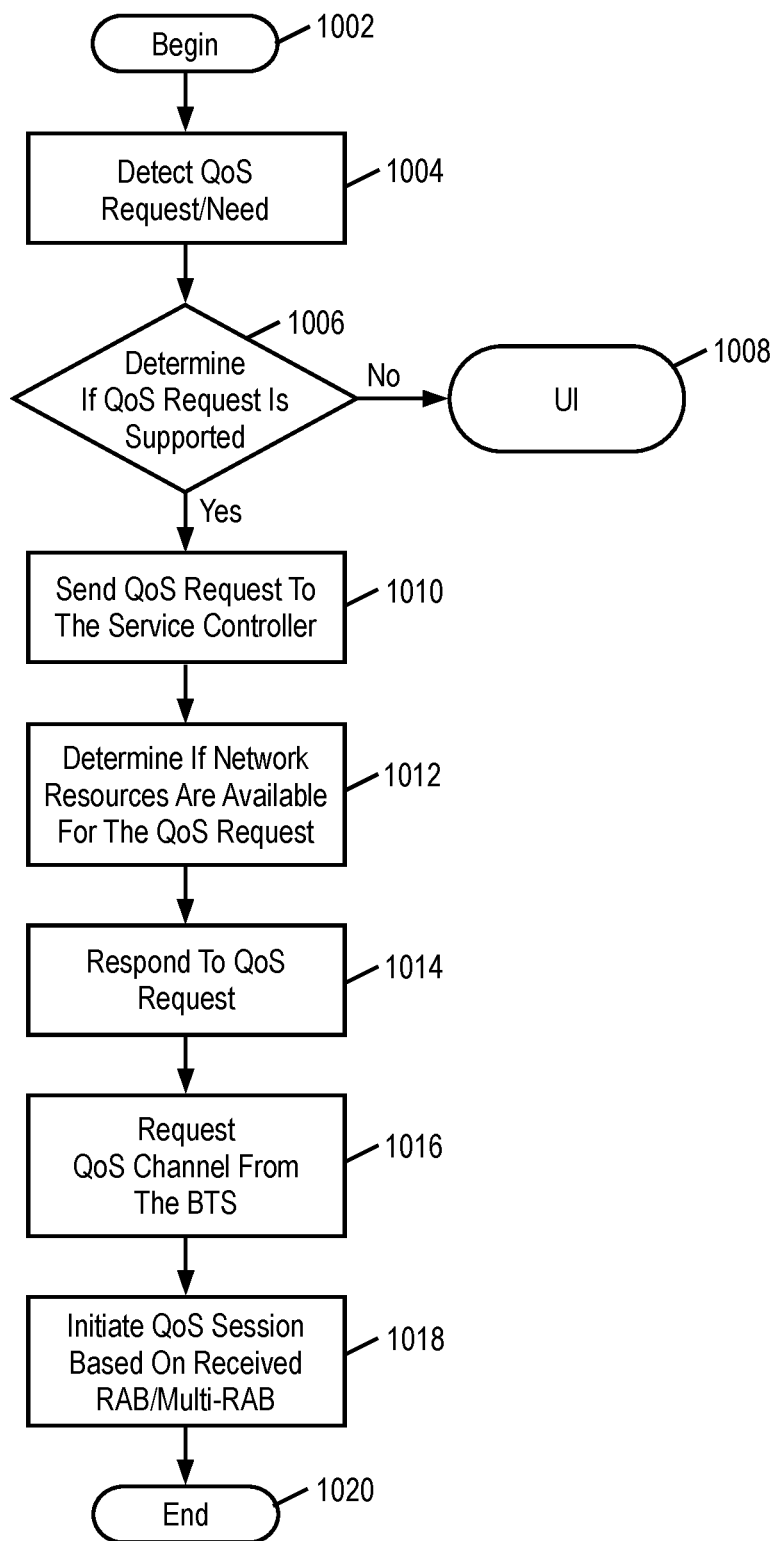 Begin
1002
Detect QoS
Request/Need
1004
1006
Determine
If QoS Request Is
Supported
No
UI
1008
Yes
Send QoS Request To
The Service Controller
1010
Determine If Network
Resources Are Available
For The QoS Request
1012
Respond To QoS
Request
1014
Request
QoS Channel From
The BTS
1016
Initiate QoS Session
Based On Received
RAB/Multi-RAB
1018
End
1020